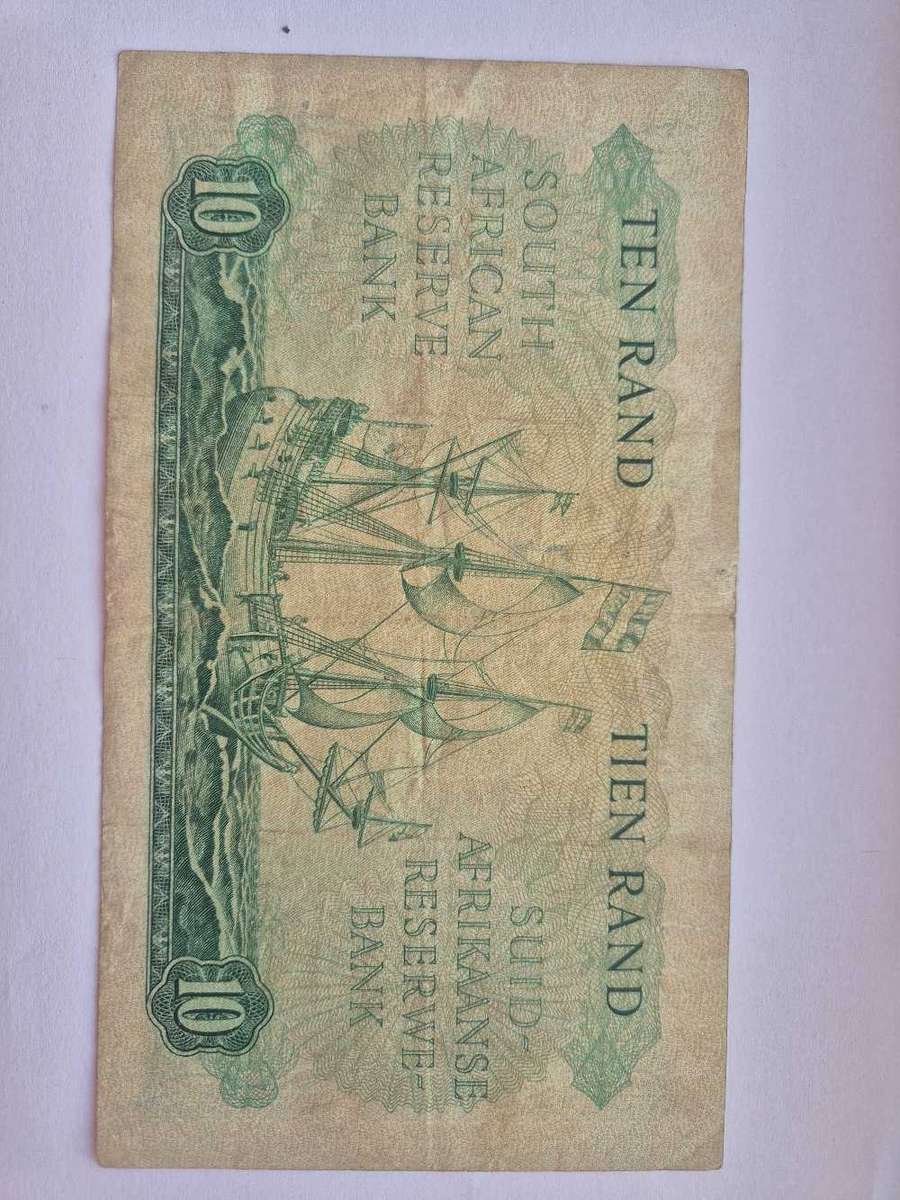 TEN RAND
TIEN RAND
SOUTH
AFRICAN
RESERVE
BANK
SUID-
AFRIKAANSE
RESERWE-
BANK
10
10